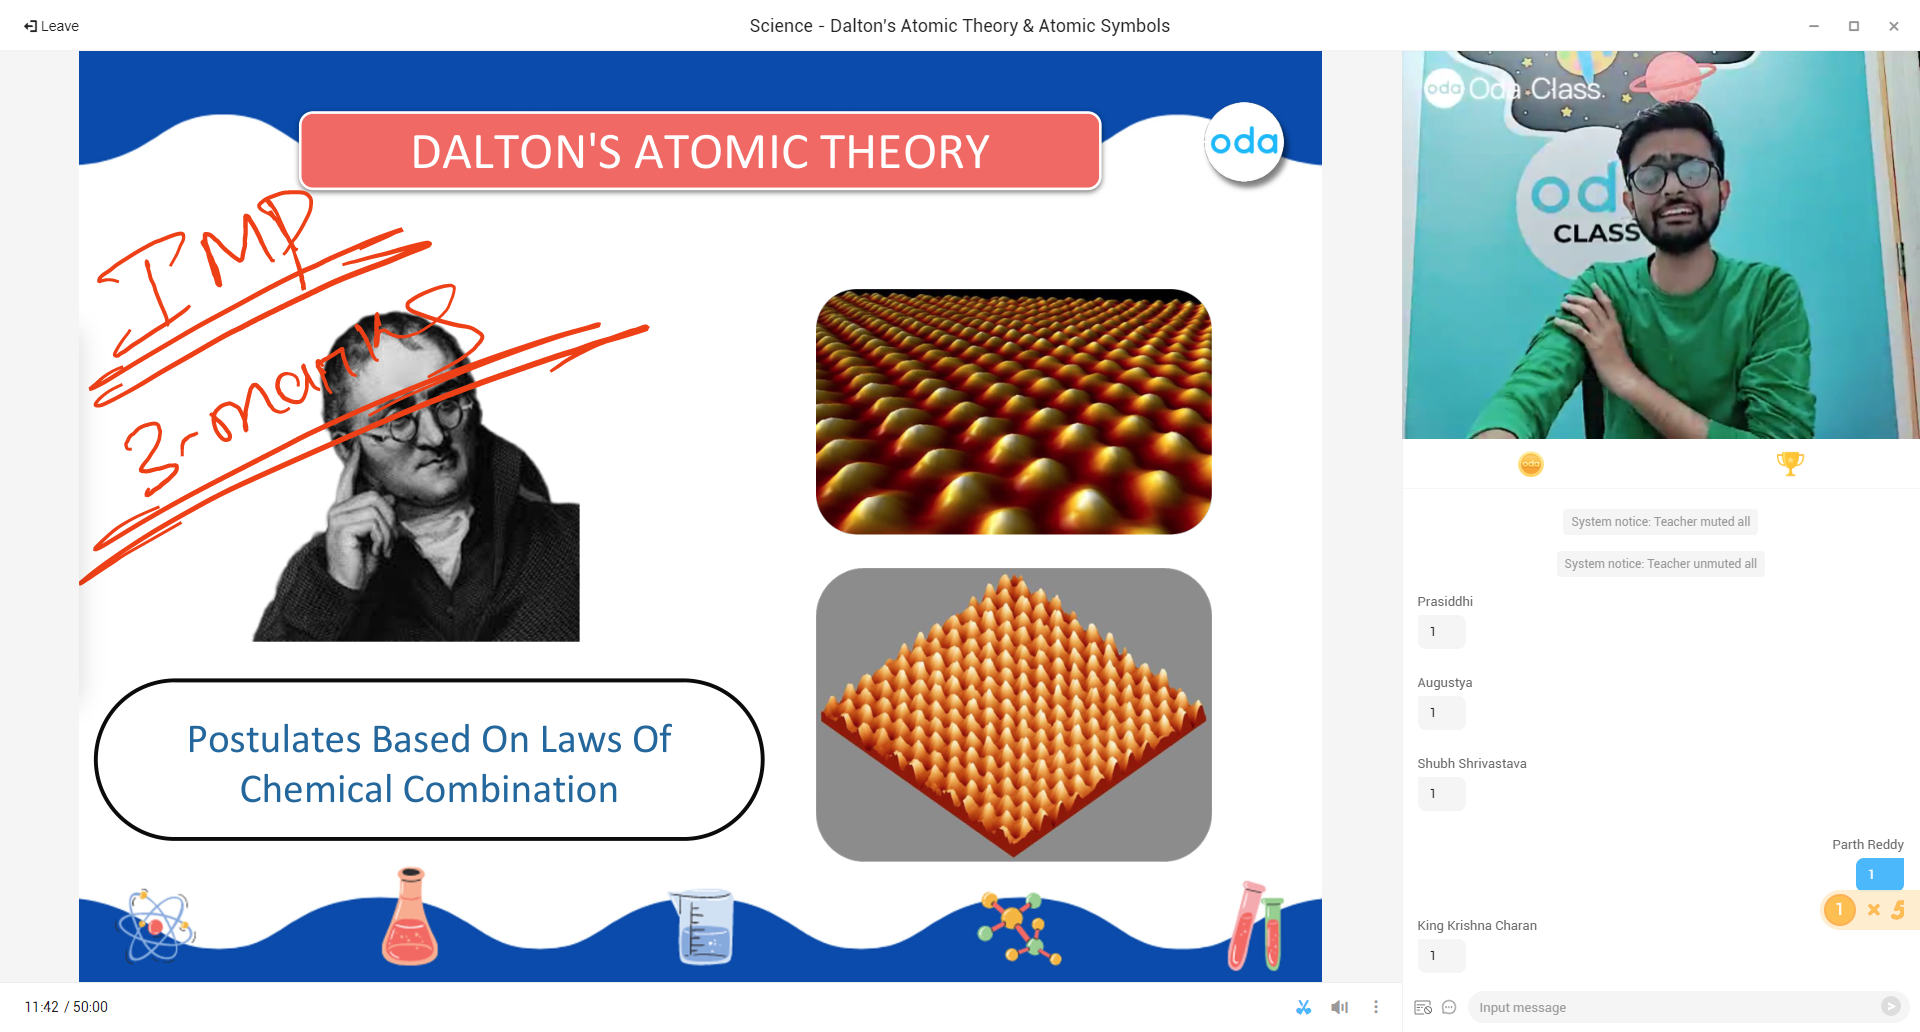 Leave
Science - Dalton's Atomic Theory & Atomic Symbols
DALTON'S ATOMIC THEORY
oda
IMP
3-marks
Postulates Based On Laws Of
Chemical Combination
11:42 / 50:00
oda Oda Class
oda
CLASS
oda
System notice: Teacher muted all
System notice: Teacher unmuted all
Prasiddhi
1
Augustya
1
Shubh Shrivastava
1
Parth Reddy
1
1 × 5
King Krishna Charan
1
Input message